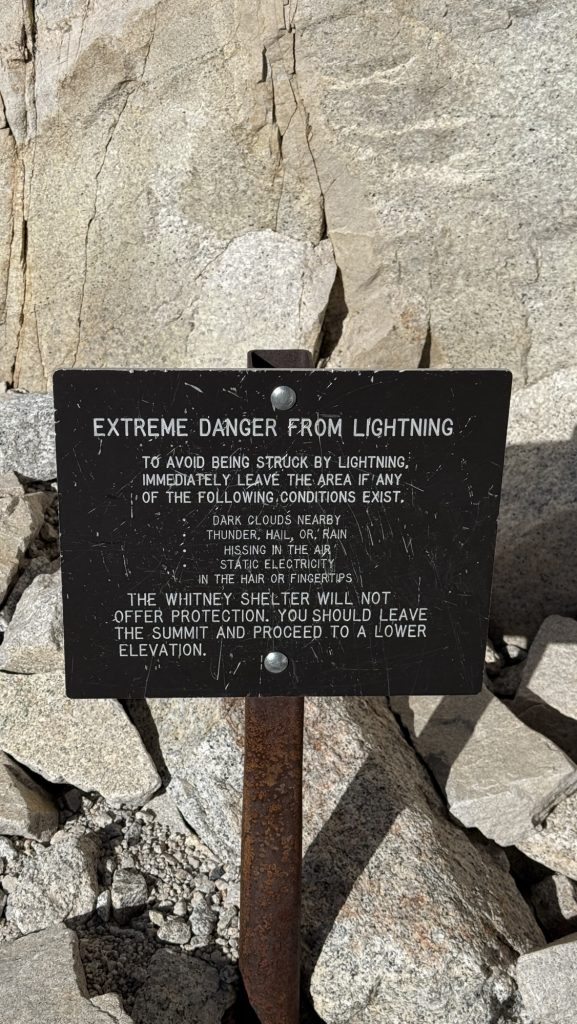 EXTREME DANGER FROM LIGHTNING
TO AVOID BEING STRUCK BY LIGHTNING,
IMMEDIATELY LEAVE THE AREA IF ANY
OF THE FOLLOWING CONDITIONS EXIST.
DARK CLOUDS NEARBY
THUNDER, HAIL, OR, RAIN
HISSING IN THE AIR
STATIC ELECTRICITY
IN THE HAIR OR FINGERTIPS
THE WHITNEY SHELTER WILL NOT
OFFER PROTECTION. YOU SHOULD LEAVE
THE SUMMIT AND PROCEED TO A LOWER
ELEVATION.